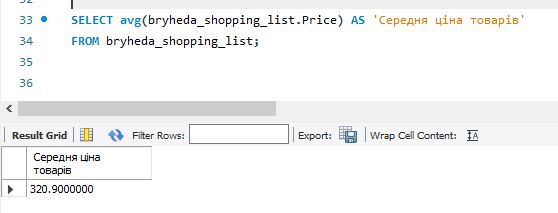 32
33 SELECT avg(bryheda_shopping_list.Price) AS 'Середня ціна товарів'
34 FROM bryheda_shopping_list;
35
36
Result Grid Filter Rows: Export: Wrap Cell Content:
Середня ціна
товарів
320.9000000